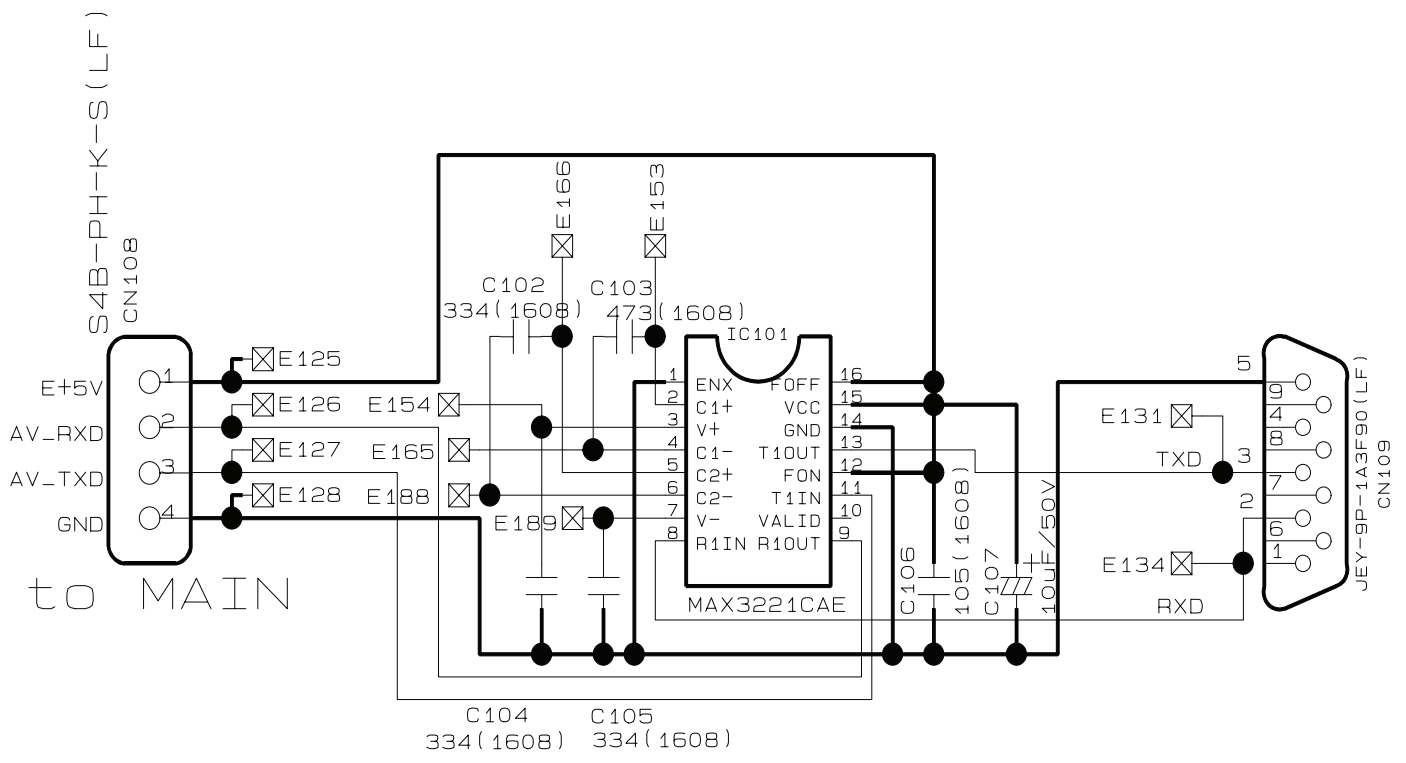 S4B-PH-K-S(LF)
CN108
E+5V
AV_RXD
AV_TXD
GND
1
2
3
4
E125
E126
E127
E128
to MAIN
E166
E153
C102
334(1608)
C103
473(1608)
E154
E165
E188
E189
IC101
1
2
3
4
5
6
7
8
ENX
C1+
V+
C1-
C2+
C2-
V-
R1IN
FOFF
VCC
GND
T1OUT
FON
T1IN
VALID
R1OUT
16
15
14
13
12
11
10
9
MAX3221CAE
C106
105(1608)
C107
+
10uF/50V
C104
334(1608)
C105
334(1608)
E131
TXD
E134
RXD
5
9
4
8
3
7
2
6
1
JEY-9P-1A3F90(LF)
CN109